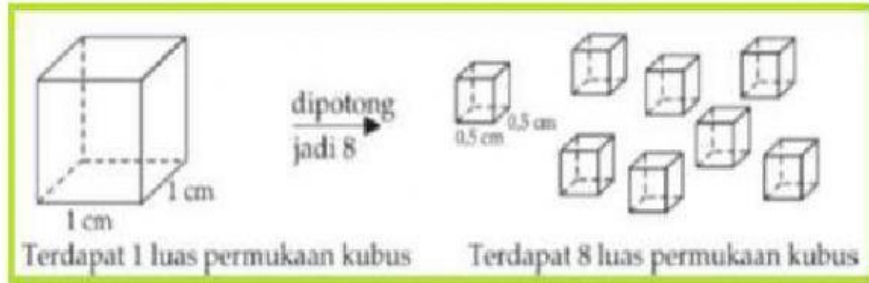 dipotong
jadi 8
1 cm
1 cm
0,5 cm
0,5 cm
Terdapat 1 luas permukaan kubus
Terdapat 8 luas permukaan kubus